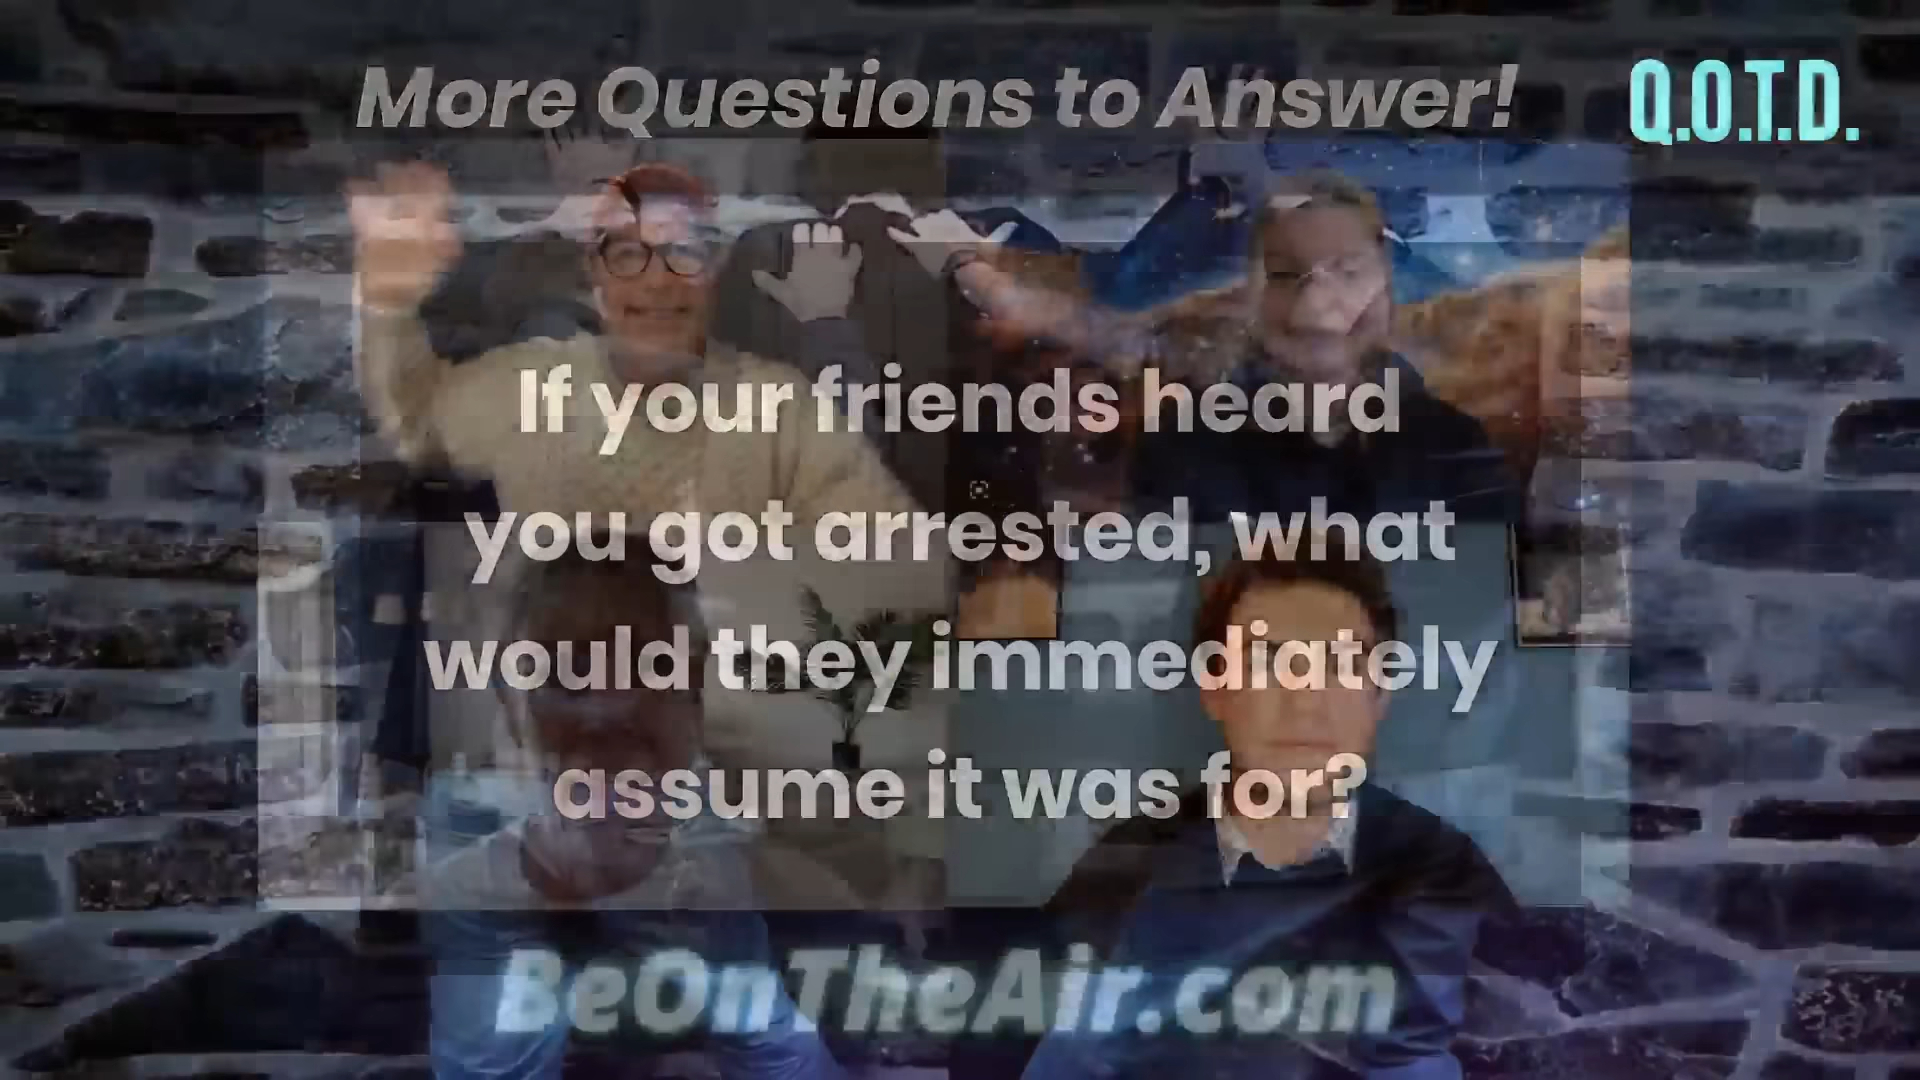 More Questions to Answer!
Q.O.T.D.
If your friends heard
you got arrested, what
would they immediately
assume it was for?
BeOnTheAir.com